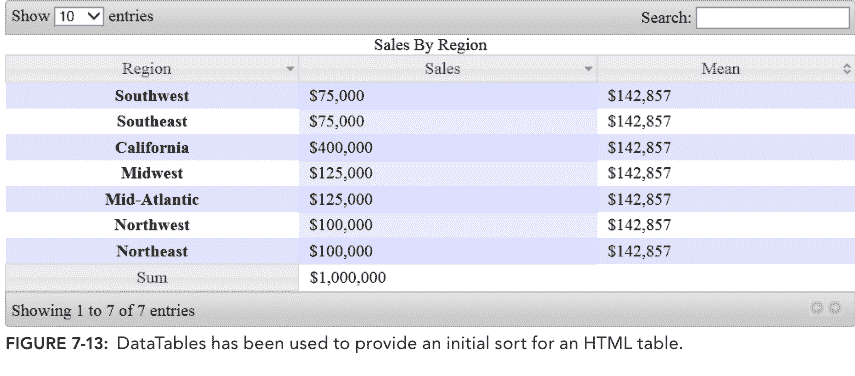 Show 10 entries Search:
Sales By Region
Region Sales Mean
Southwest $75,000 $142,857
Southeast $75,000 $142,857
California $400,000 $142,857
Midwest $125,000 $142,857
Mid-Atlantic $125,000 $142,857
Northwest $100,000 $142,857
Northeast $100,000 $142,857
Sum $1,000,000
Showing 1 to 7 of 7 entries
FIGURE 7-13: DataTables has been used to provide an initial sort for an HTML table.